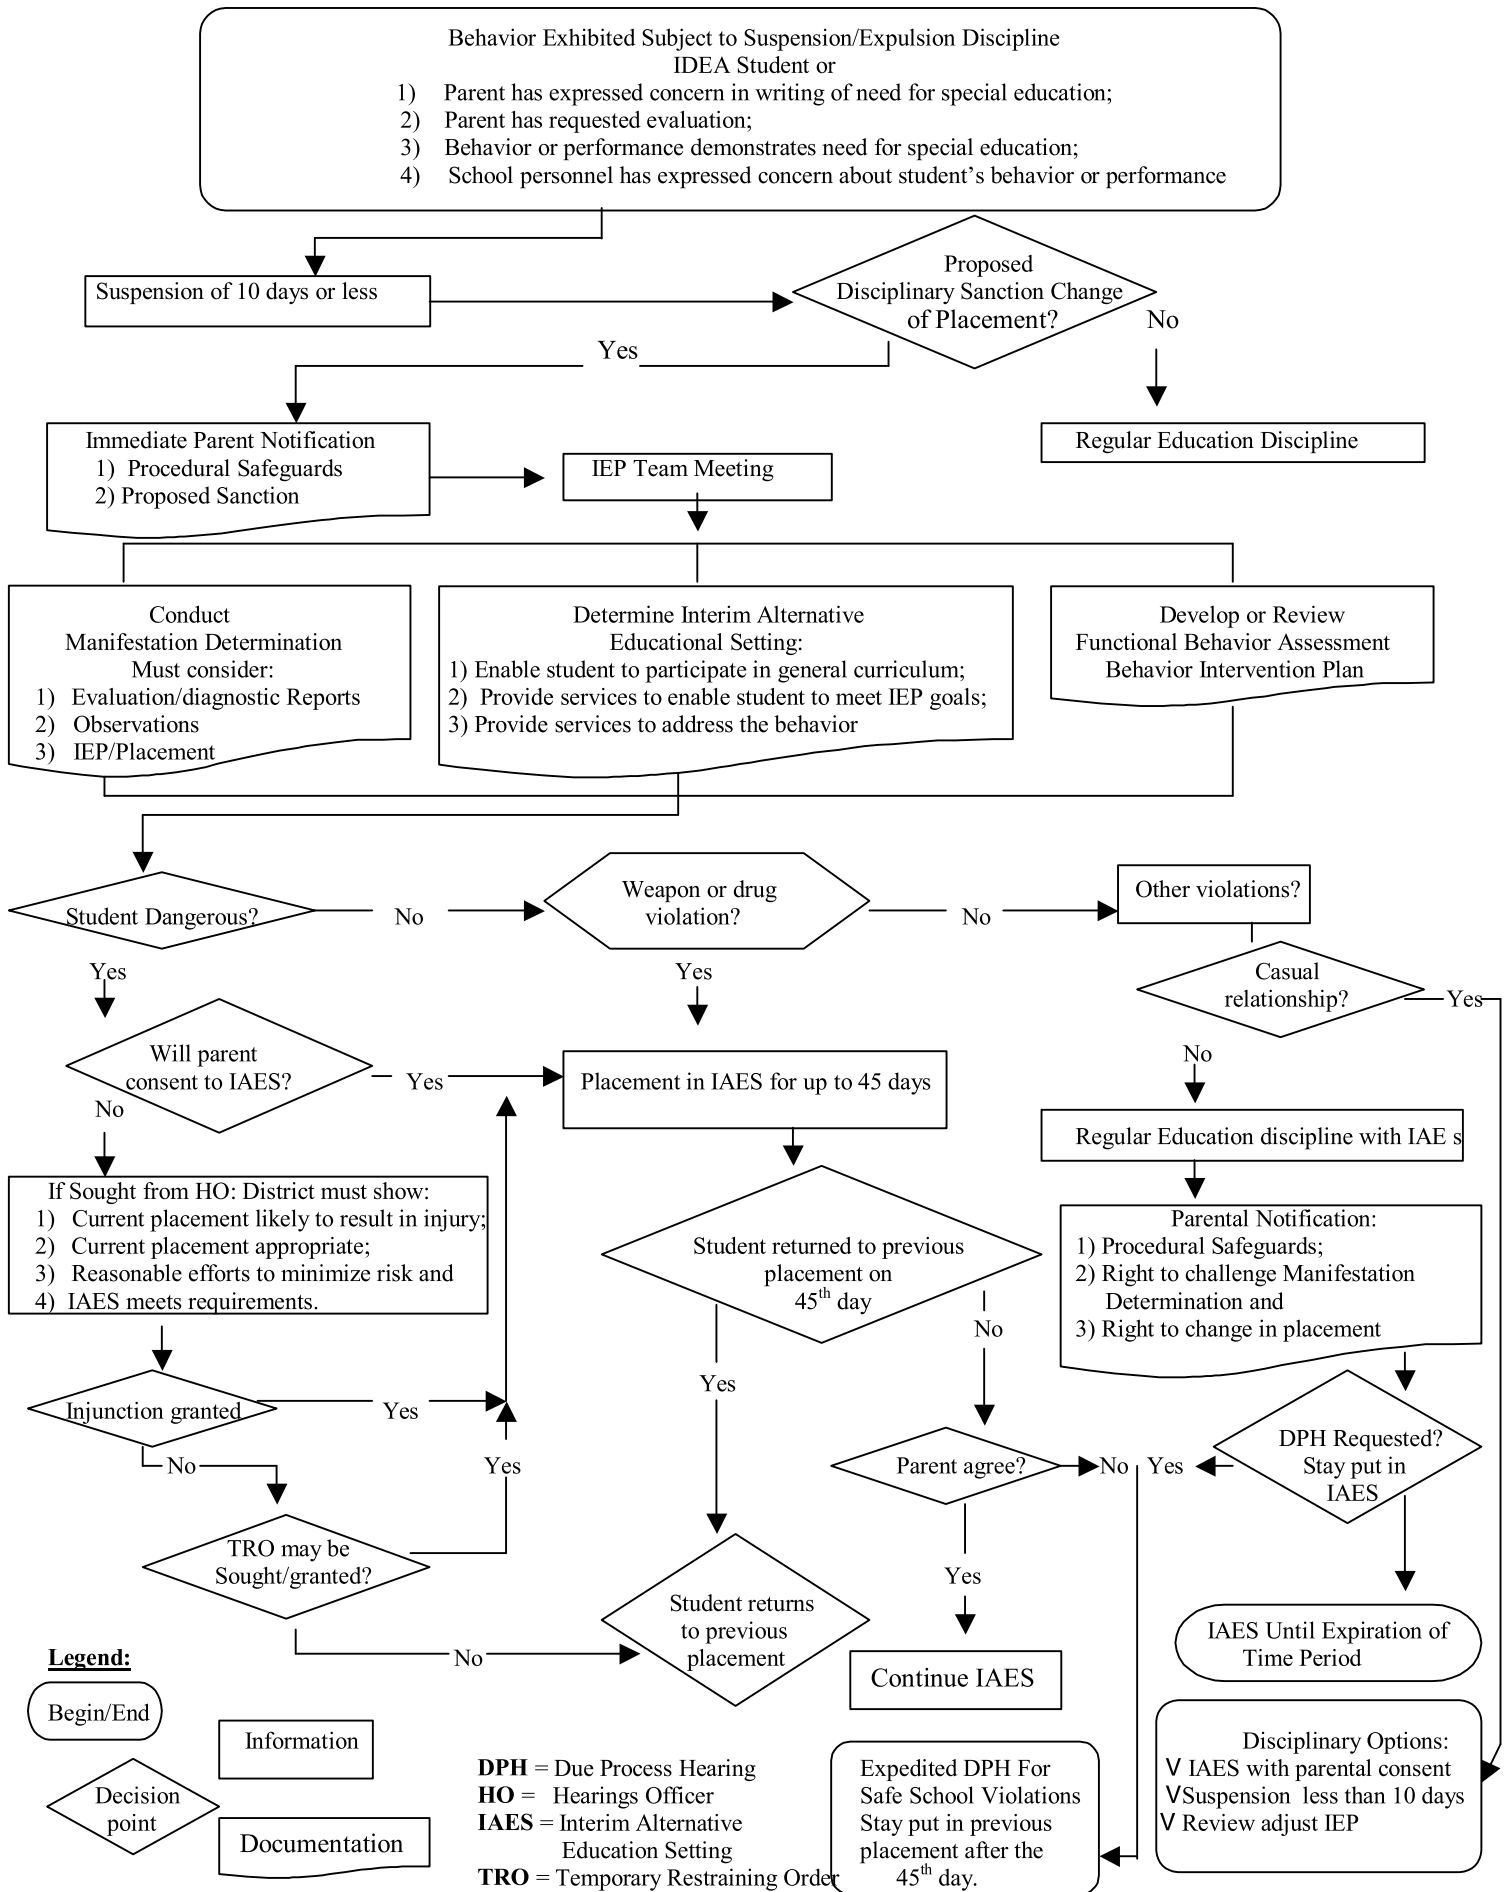 Behavior Exhibited Subject to Suspension/Expulsion Discipline
IDEA Student or
1) Parent has expressed concern in writing of need for special education;
2) Parent has requested evaluation;
3) Behavior or performance demonstrates need for special education;
4) School personnel has expressed concern about student’s behavior or performance
Suspension of 10 days or less
Proposed
Disciplinary Sanction Change
of Placement?
No
Yes
Immediate Parent Notification
1) Procedural Safeguards
2) Proposed Sanction
IEP Team Meeting
Regular Education Discipline
Conduct
Manifestation Determination
Must consider:
1) Evaluation/diagnostic Reports
2) Observations
3) IEP/Placement
Determine Interim Alternative
Educational Setting:
1) Enable student to participate in general curriculum;
2) Provide services to enable student to meet IEP goals;
3) Provide services to address the behavior
Develop or Review
Functional Behavior Assessment
Behavior Intervention Plan
Student Dangerous?
No
Weapon or drug
violation?
No
Other violations?
Yes
Yes
Casual
relationship?
Yes
No
Will parent
consent to IAES?
Yes
No
Placement in IAES for up to 45 days
Regular Education discipline with IAE s
If Sought from HO: District must show:
1) Current placement likely to result in injury;
2) Current placement appropriate;
3) Reasonable efforts to minimize risk and
4) IAES meets requirements.
Student returned to previous
placement on
45th day
Parental Notification:
1) Procedural Safeguards;
2) Right to challenge Manifestation
Determination and
3) Right to change in placement
No
Yes
Injunction granted
Yes
No
Yes
Parent agree?
No
Yes
DPH Requested?
Stay put in
IAES
TRO may be
Sought/granted?
No
Yes
Student returns
to previous
placement
Continue IAES
IAES Until Expiration of
Time Period
Legend:
Begin/End
Information
Decision
point
Documentation
DPH = Due Process Hearing
HO = Hearings Officer
IAES = Interim Alternative
Education Setting
TRO = Temporary Restraining Order
Expedited DPH For
Safe School Violations
Stay put in previous
placement after the
45th day.
Disciplinary Options:
V IAES with parental consent
V Suspension less than 10 days
V Review adjust IEP